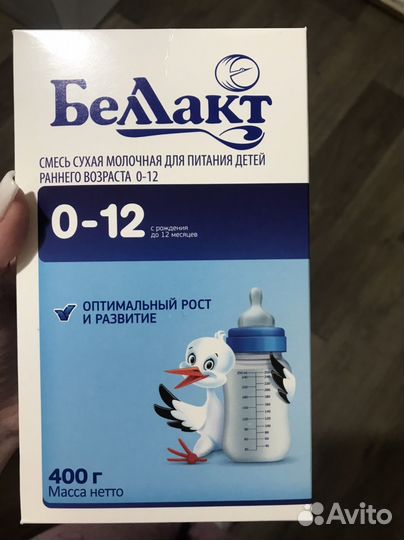 Беллакт
СМЕСЬ СУХАЯ МОЛОЧНАЯ ДЛЯ ПИТАНИЯ ДЕТЕЙ
РАННЕГО ВОЗРАСТА 0-12
0-12
с рождения
до 12 месяцев
ОПТИМАЛЬНЫЙ РОСТ
И РАЗВИТИЕ
400 г
Масса нетто
Avito